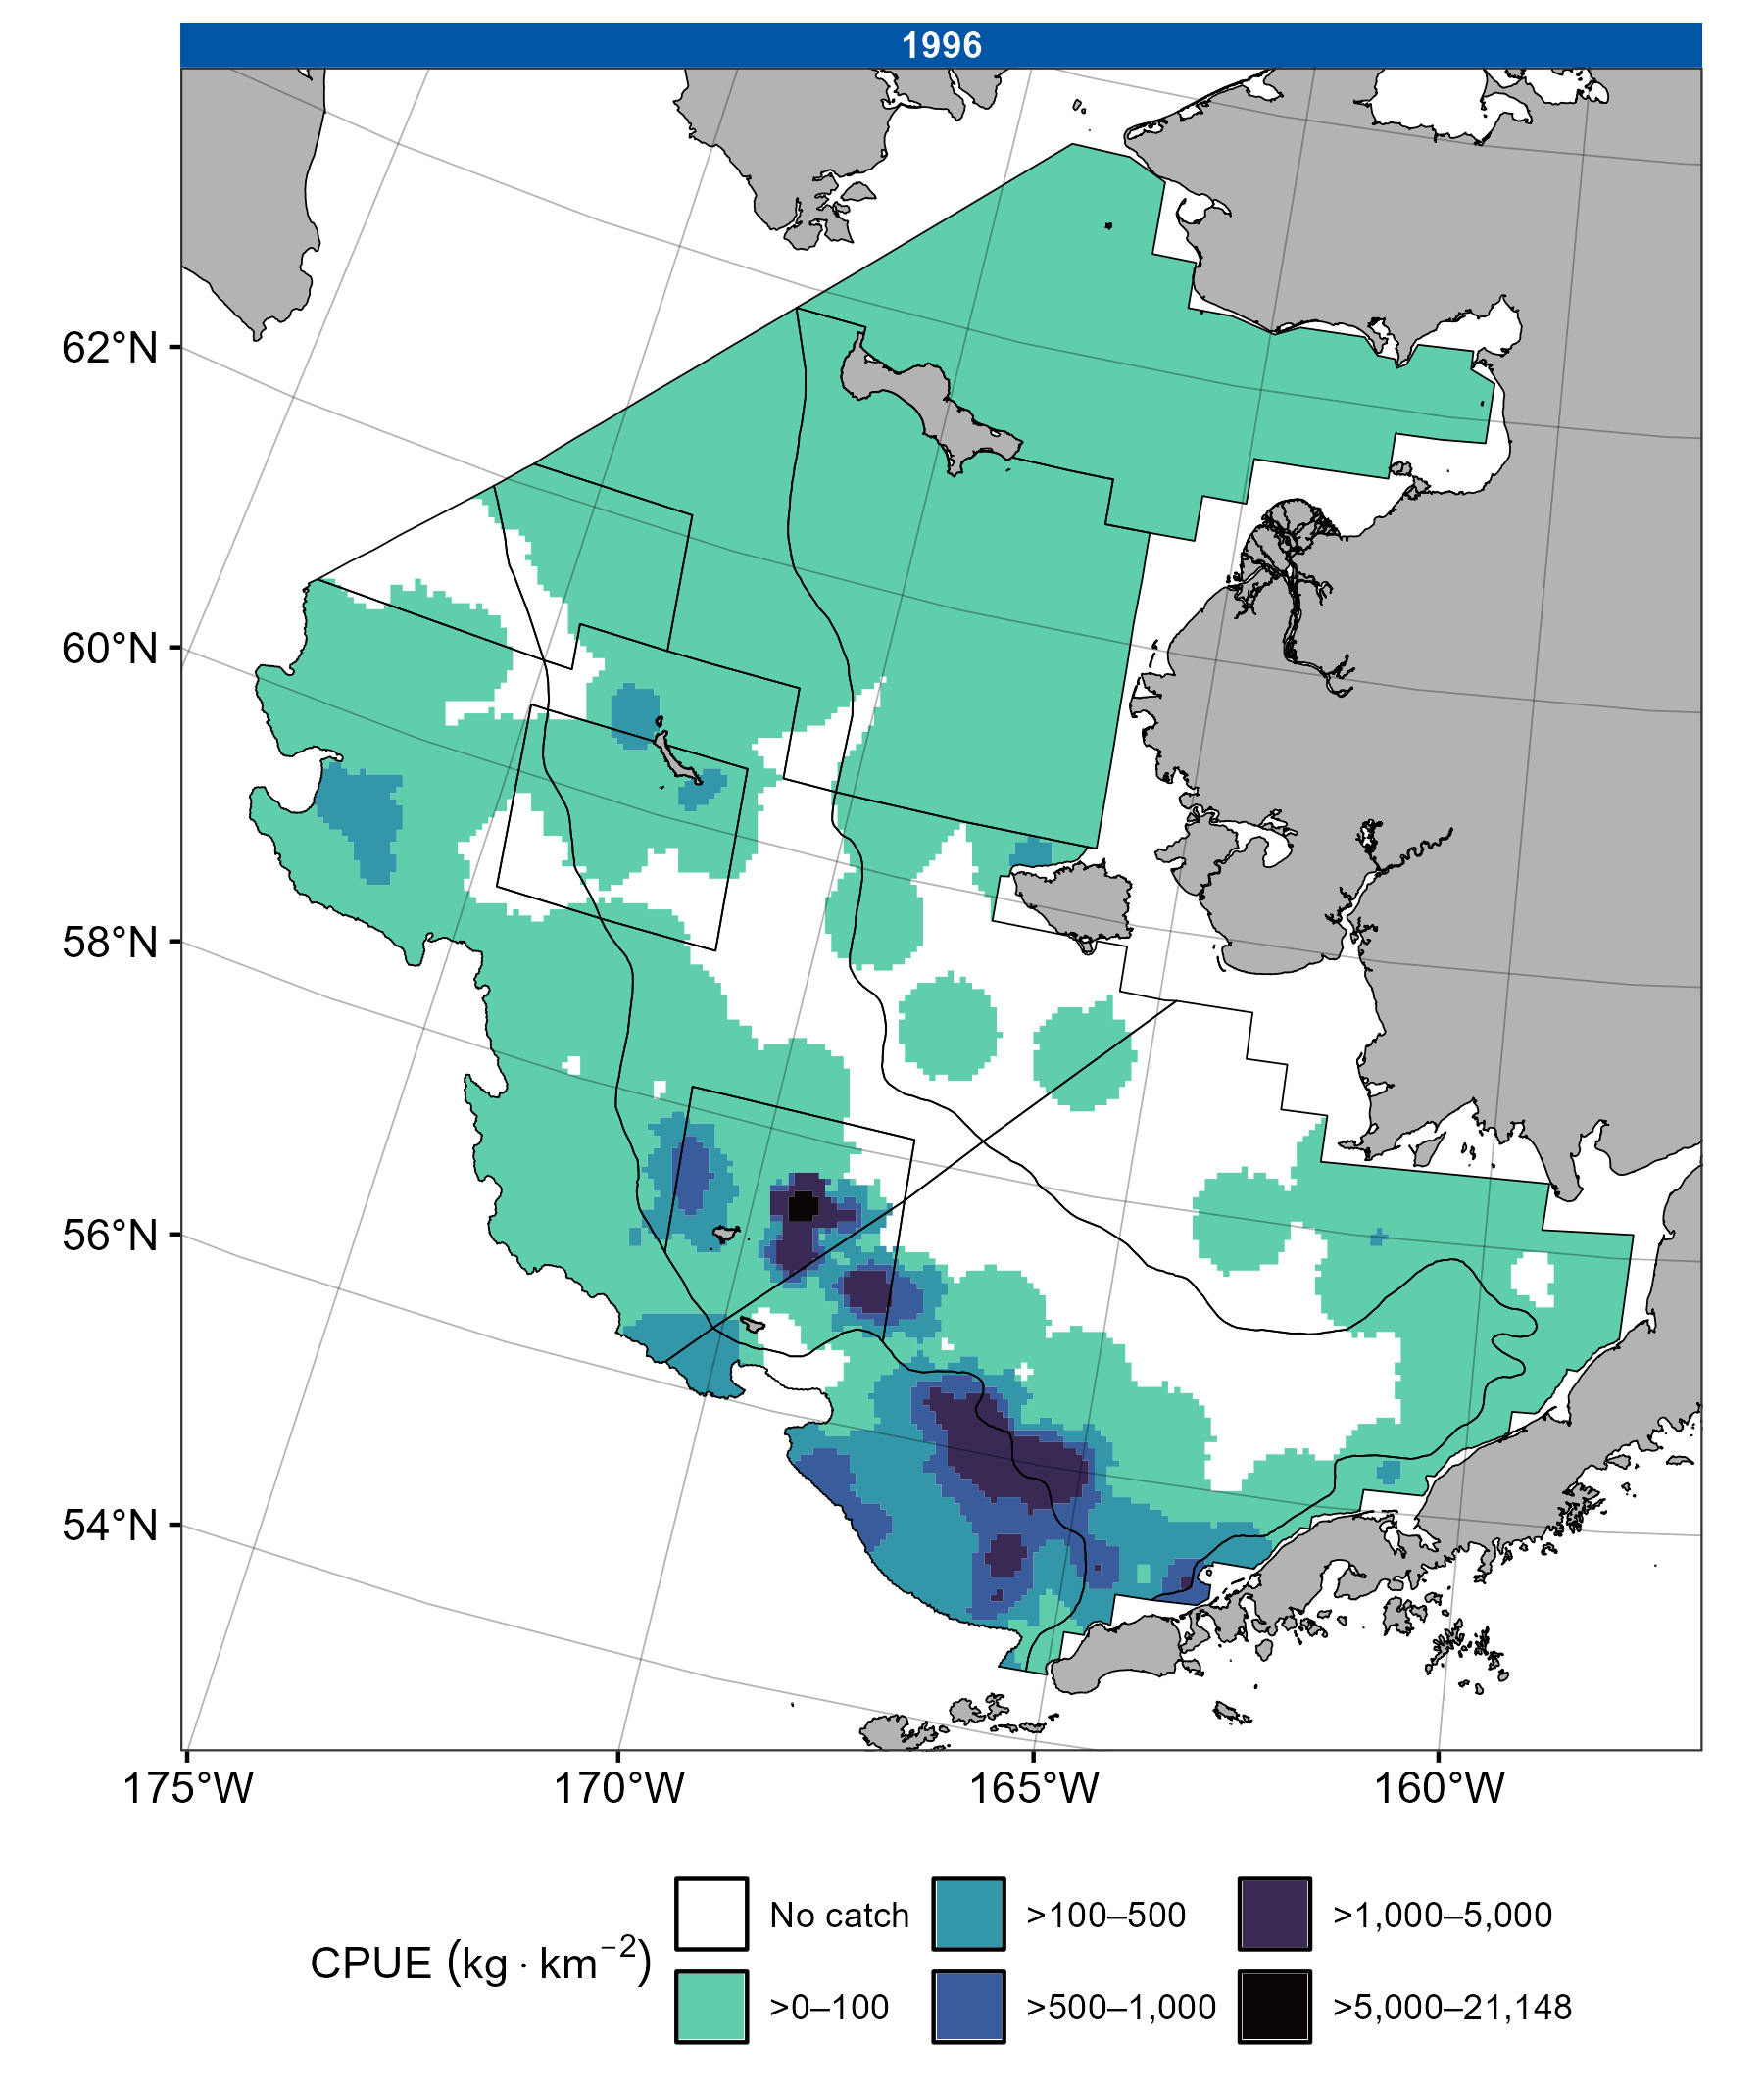 1996
62°N
60°N
58°N
56°N
54°N
175°W 170°W 165°W 160°W
CPUE (kg · km⁻²)
No catch >100–500 >1,000–5,000
>0–100 >500–1,000 >5,000–21,148